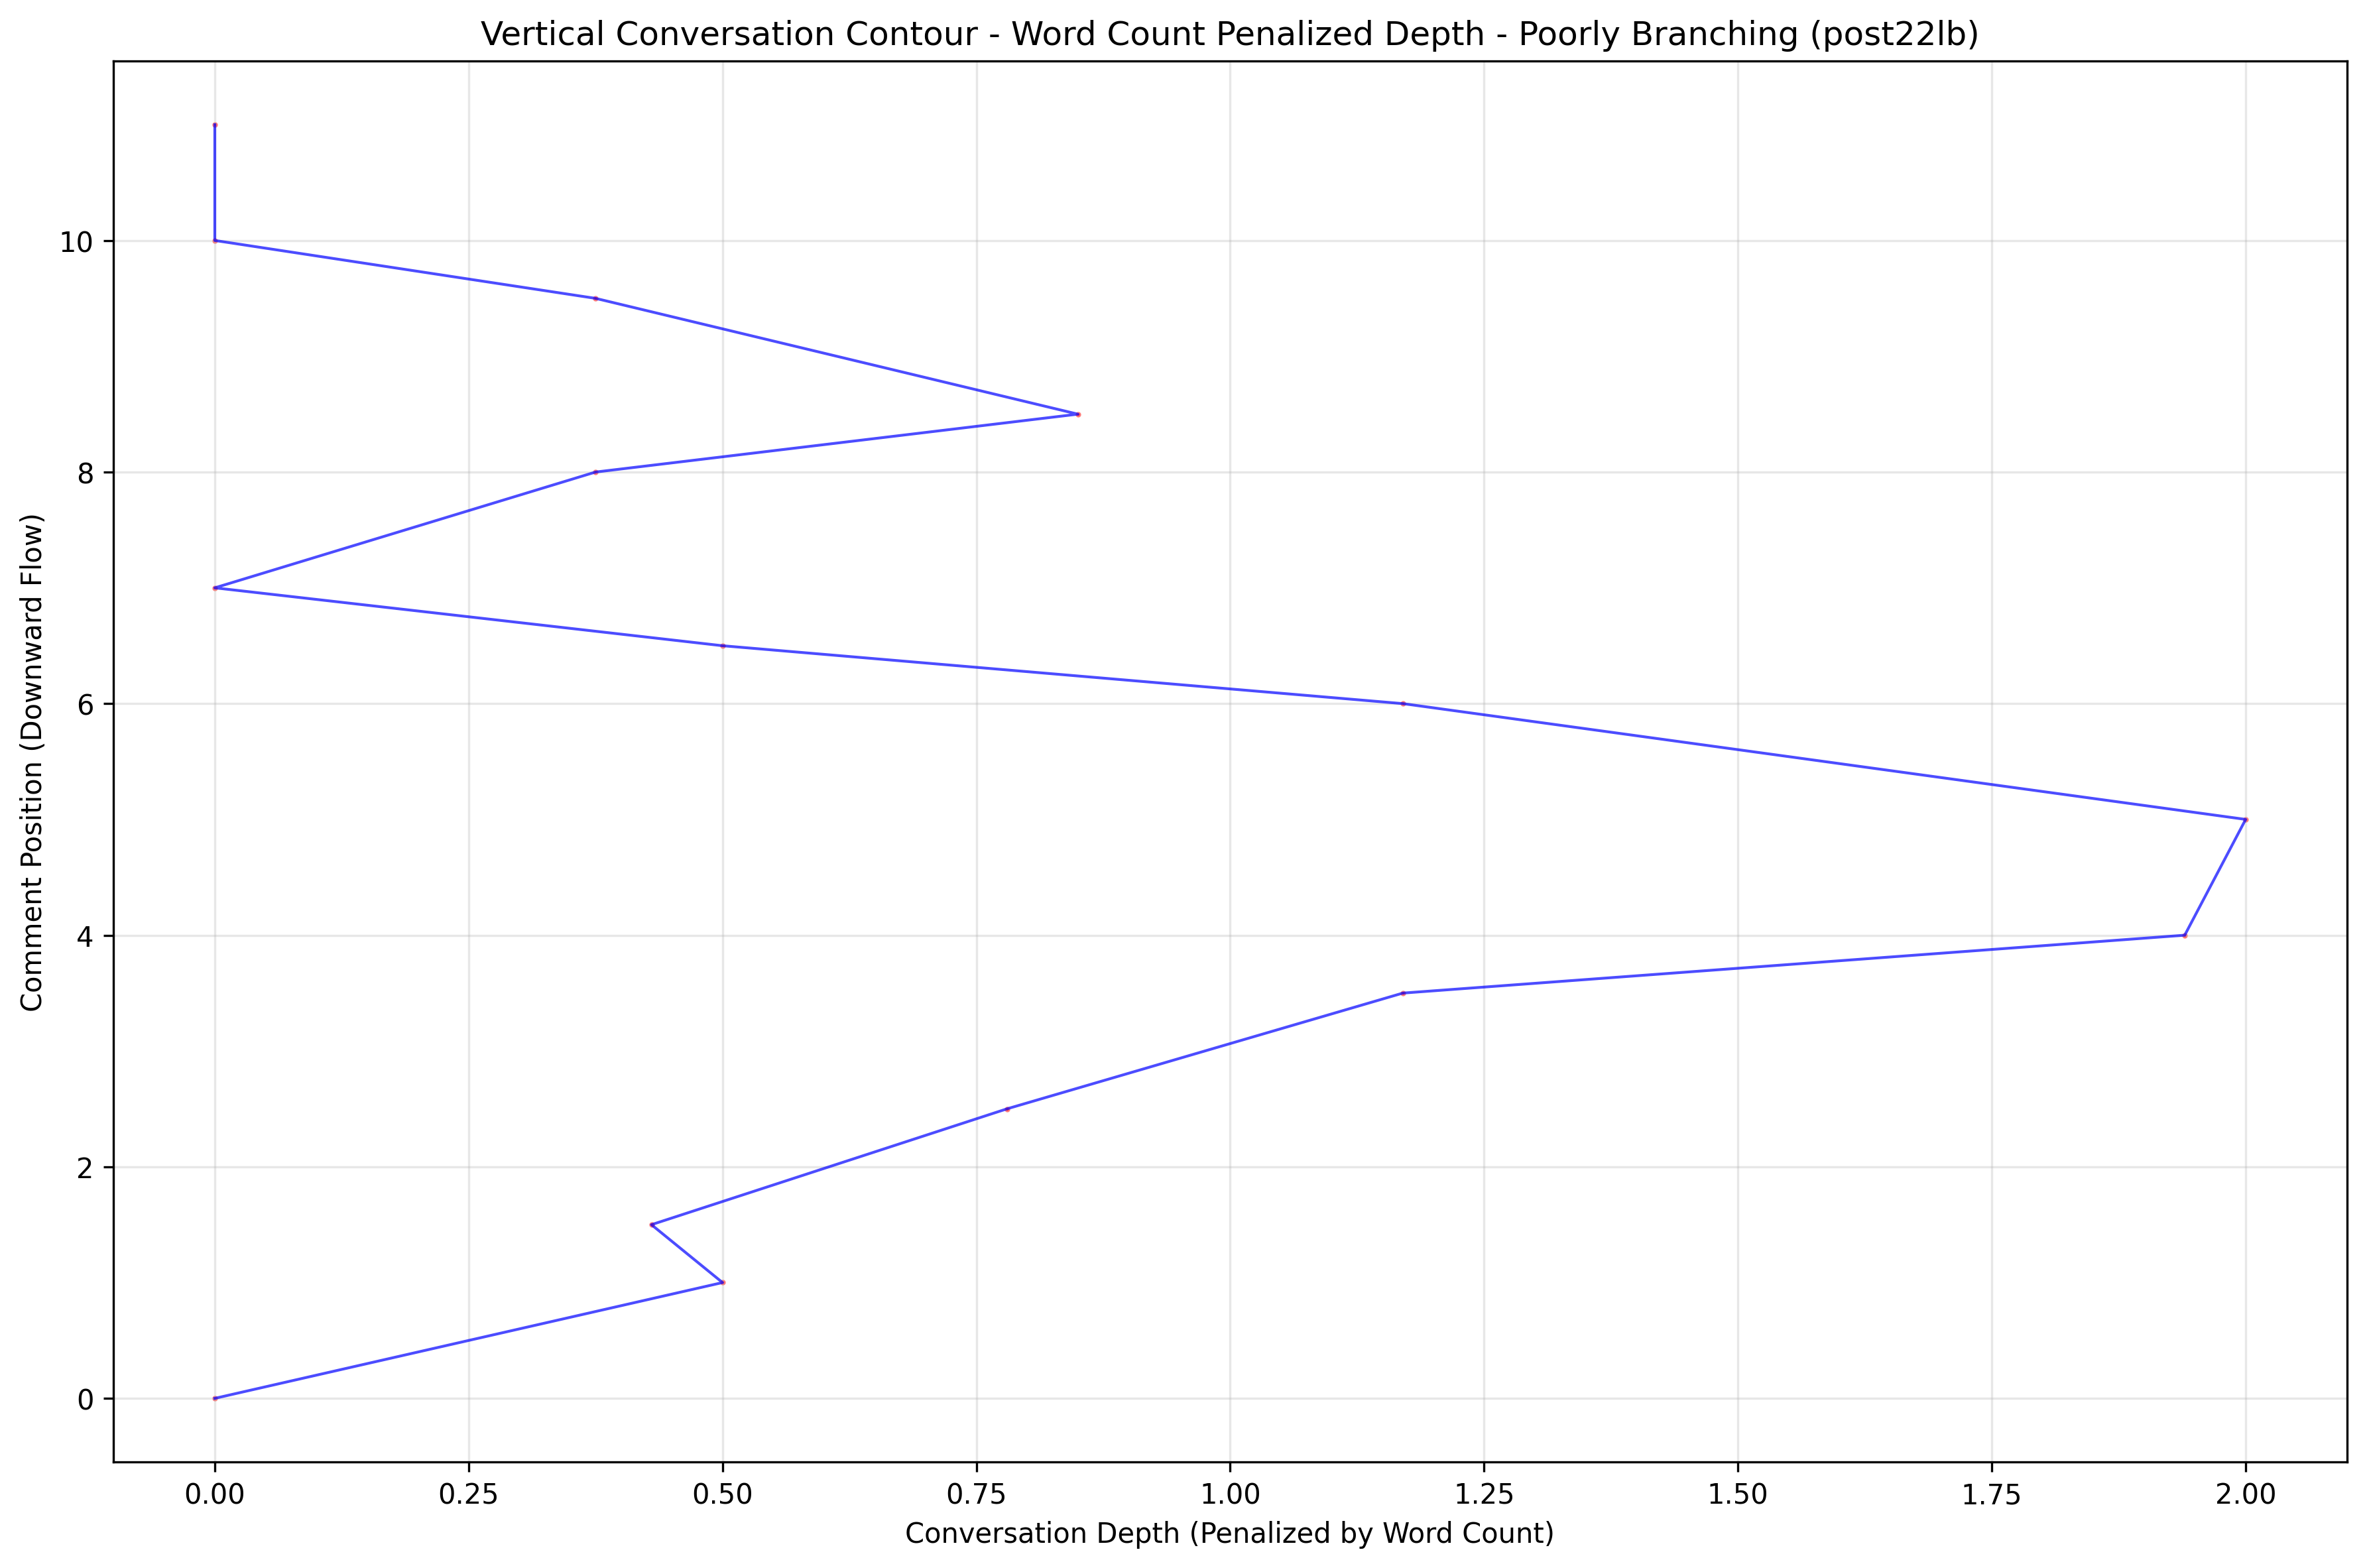 Vertical Conversation Contour - Word Count Penalized Depth - Poorly Branching (post22lb)
Comment Position (Downward Flow)
10
8
6
4
2
0
0.00 0.25 0.50 0.75 1.00 1.25 1.50 1.75 2.00
Conversation Depth (Penalized by Word Count)